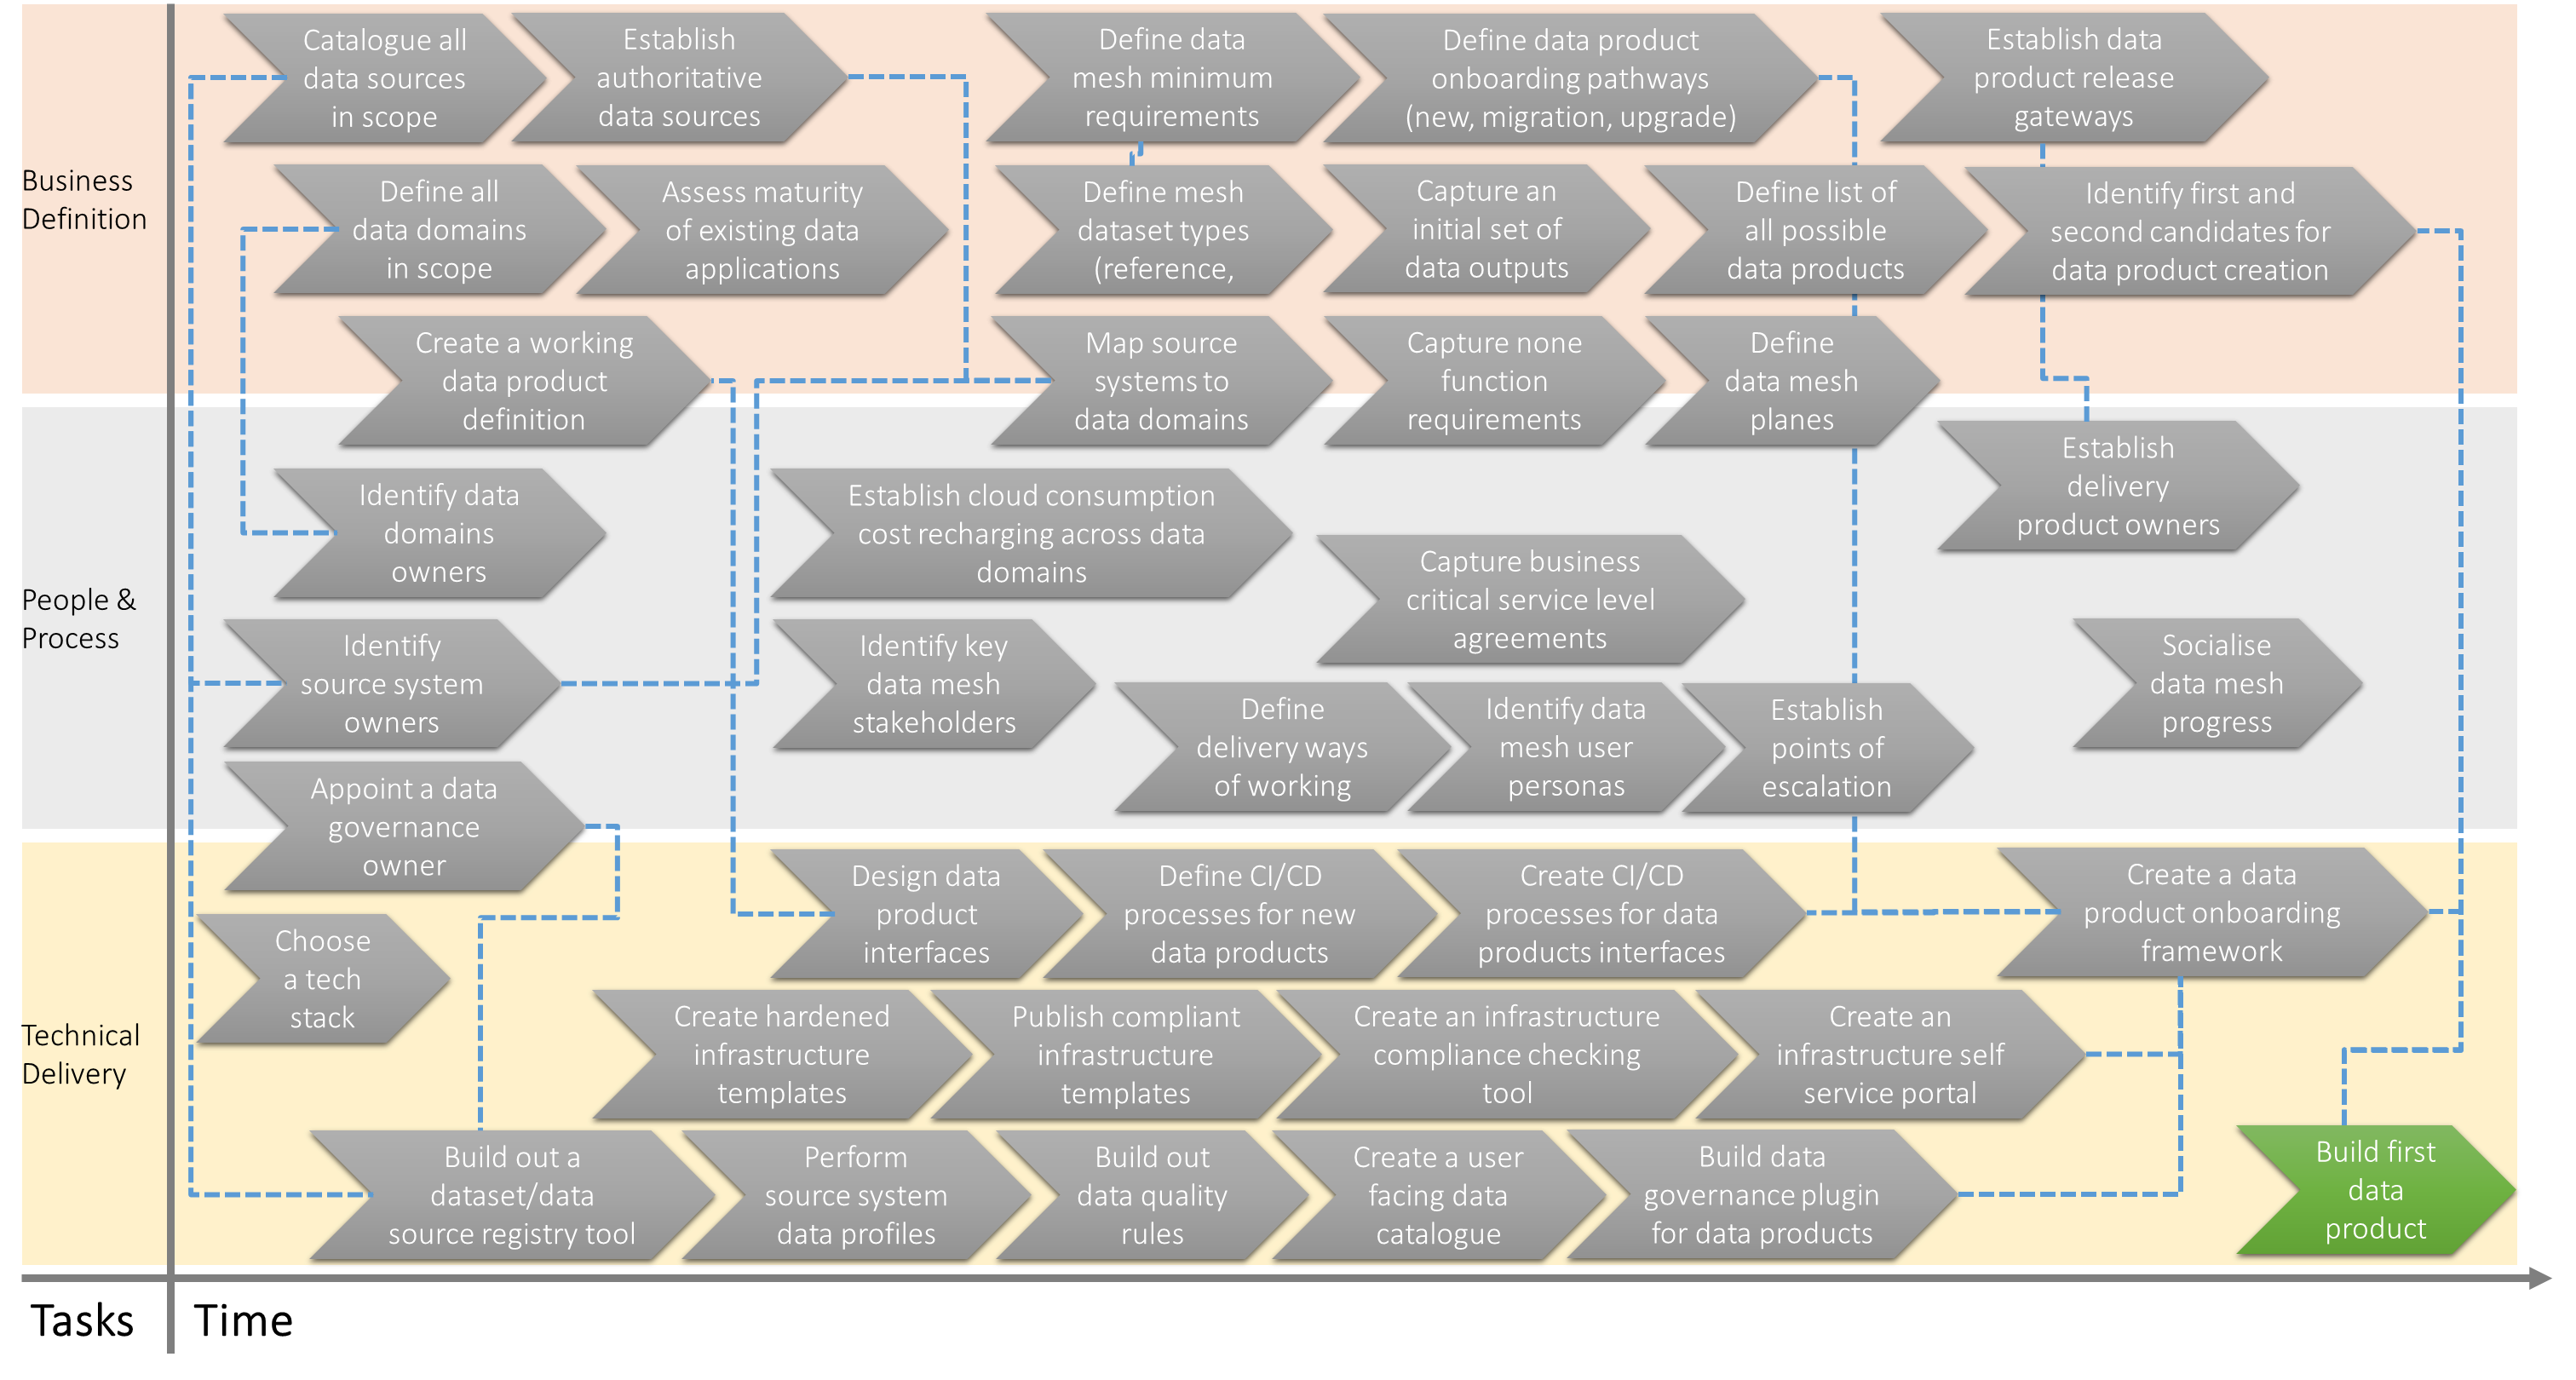 Business
Definition
Catalogue all
data sources
in scope
Establish
authoritative
data sources
Define data
mesh minimum
requirements
Define data product
onboarding pathways
(new, migration, upgrade)
Establish data
product release
gateways
Define all
data domains
in scope
Assess maturity
of existing data
applications
Define mesh
dataset types
(reference,
Capture an
initial set of
data outputs
Define list of
all possible
data products
Identify first and
second candidates for
data product creation
Create a working
data product
definition
Map source
systems to
data domains
Capture none
function
requirements
Define
data mesh
planes
People &
Process
Establish
delivery
product owners
Identify data
domains
owners
Establish cloud consumption
cost recharging across data
domains
Capture business
critical service level
agreements
Identify
source system
owners
Identify key
data mesh
stakeholders
Socialise
data mesh
progress
Define
delivery ways
of working
Identify data
mesh user
personas
Establish
points of
escalation
Appoint a data
governance
owner
Technical
Delivery
Design data
product
interfaces
Define CI/CD
processes for new
data products
Create CI/CD
processes for data
products interfaces
Create a data
product onboarding
framework
Choose
a tech
stack
Create hardened
infrastructure
templates
Publish compliant
infrastructure
templates
Create an infrastructure
compliance checking
tool
Create an
infrastructure self
service portal
Build out a
dataset/data
source registry tool
Perform
source system
data profiles
Build out
data quality
rules
Create a user
facing data
catalogue
Build data
governance plugin
for data products
Build first
data
product
Tasks
Time